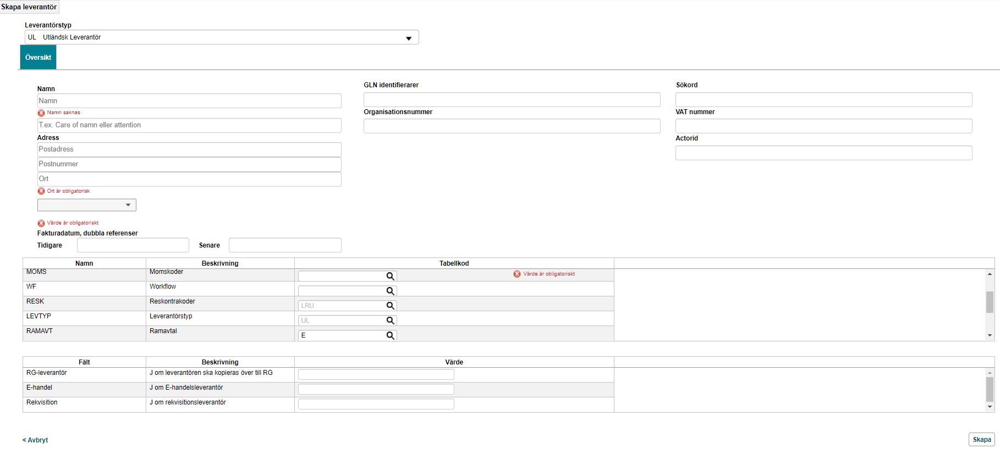 Skapa leverantör
Leverantörstyp
UL Utländsk Leverantör
Översikt
Namn
Namn
Namn saknas
T.ex. Care of namn eller attention
Adress
Postadress
Postnummer
Ort
Ort är obligatorisk
Värde är obligatoriskt
Fakturadatum, dubbla referenser
Tidigare Senare
GLN identifierarer
Organisationsnummer
Sökord
VAT nummer
Actorid
Namn Beskrivning Tabellkod
MOMS Momskoder Värde är obligatoriskt
WF Workflow
RESK Reskontrakoder LRU
LEVTYP Leverantörstyp UL
RAMAVT Ramavtal E
Fält Beskrivning Värde
RG-leverantör J om leverantören ska kopieras över till RG
E-handel J om E-handelsleverantör
Rekvisition J om rekvisitionsleverantör
< Avbryt Skapa